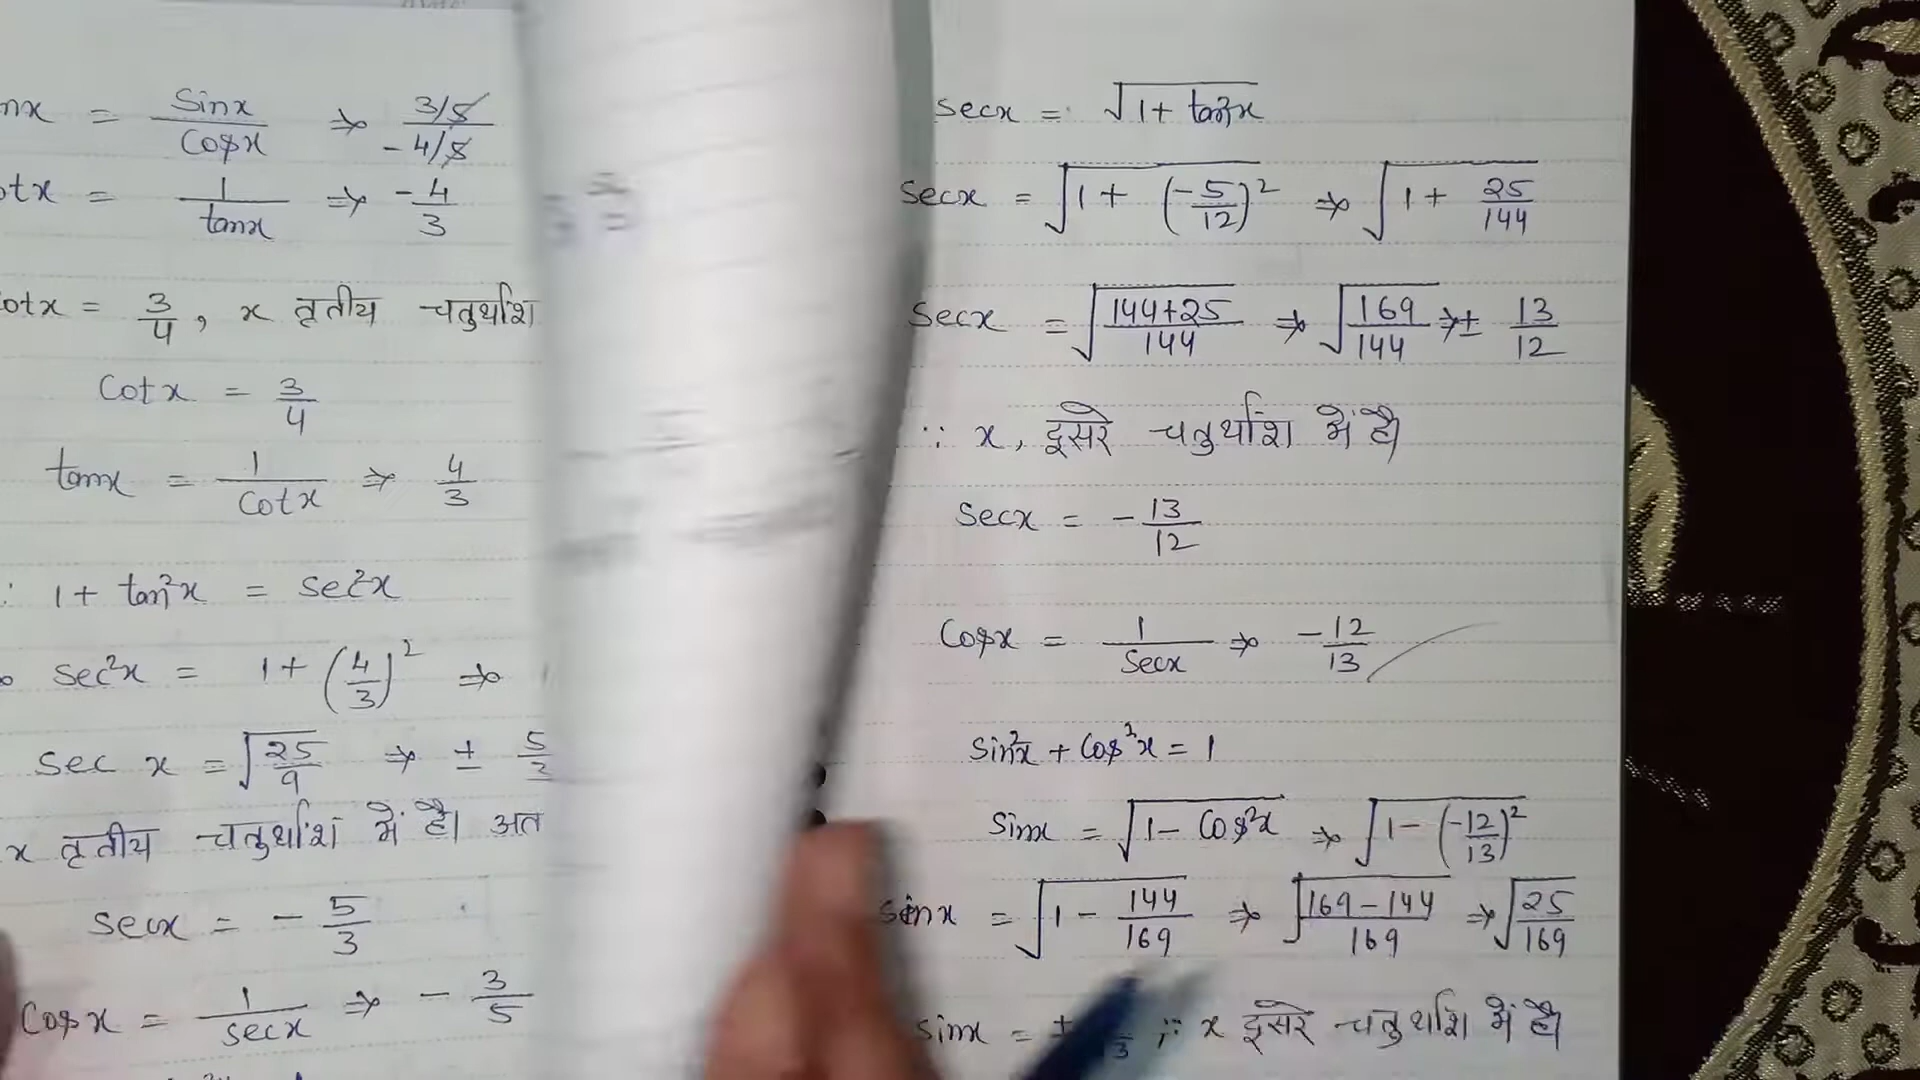 nx = sinx/cosx ⇒ 3/5/-4/5
otx = 1/tanx ⇒ -4/3
otx = 3/4, x तृतीय चतुर्थांश
cotx = 3/4
tanx = 1/cotx ⇒ 4/3
1 + tan²x = sec²x
sec²x = 1 + (4/3)² ⇒
sec x = √25/9 ⇒ ±
x तृतीय चतुर्थांश में है। अत
secx = - 5/3
cosx = 1/secx ⇒ - 3/5
secx = √1 + tan²x
secx = √1 + (-5/12)² ⇒ √1 + 25/144
secx = √144+25/144 ⇒ √169/144 ⇒ ± 13/12
∵ x, दूसरे चतुर्थांश में है।
secx = - 13/12
cosx = 1/secx ⇒ -12/13
sin²x + cos²x = 1
sinx = √1 - cos²x ⇒ √1 - (-12/13)²
sinx = √1 - 144/169 ⇒ √169-144/169 ⇒ √25/169
sinx = ± ∵ x दूसरे चतुर्थांश में है।